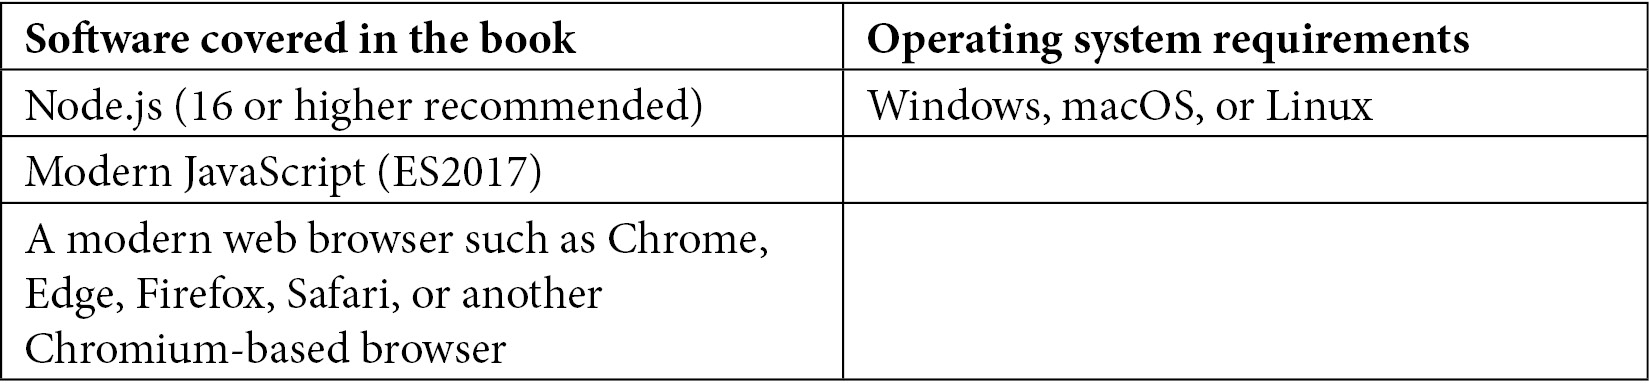 Software covered in the book
Operating system requirements
Node.js (16 or higher recommended)
Windows, macOS, or Linux
Modern JavaScript (ES2017)
A modern web browser such as Chrome,
Edge, Firefox, Safari, or another
Chromium-based browser